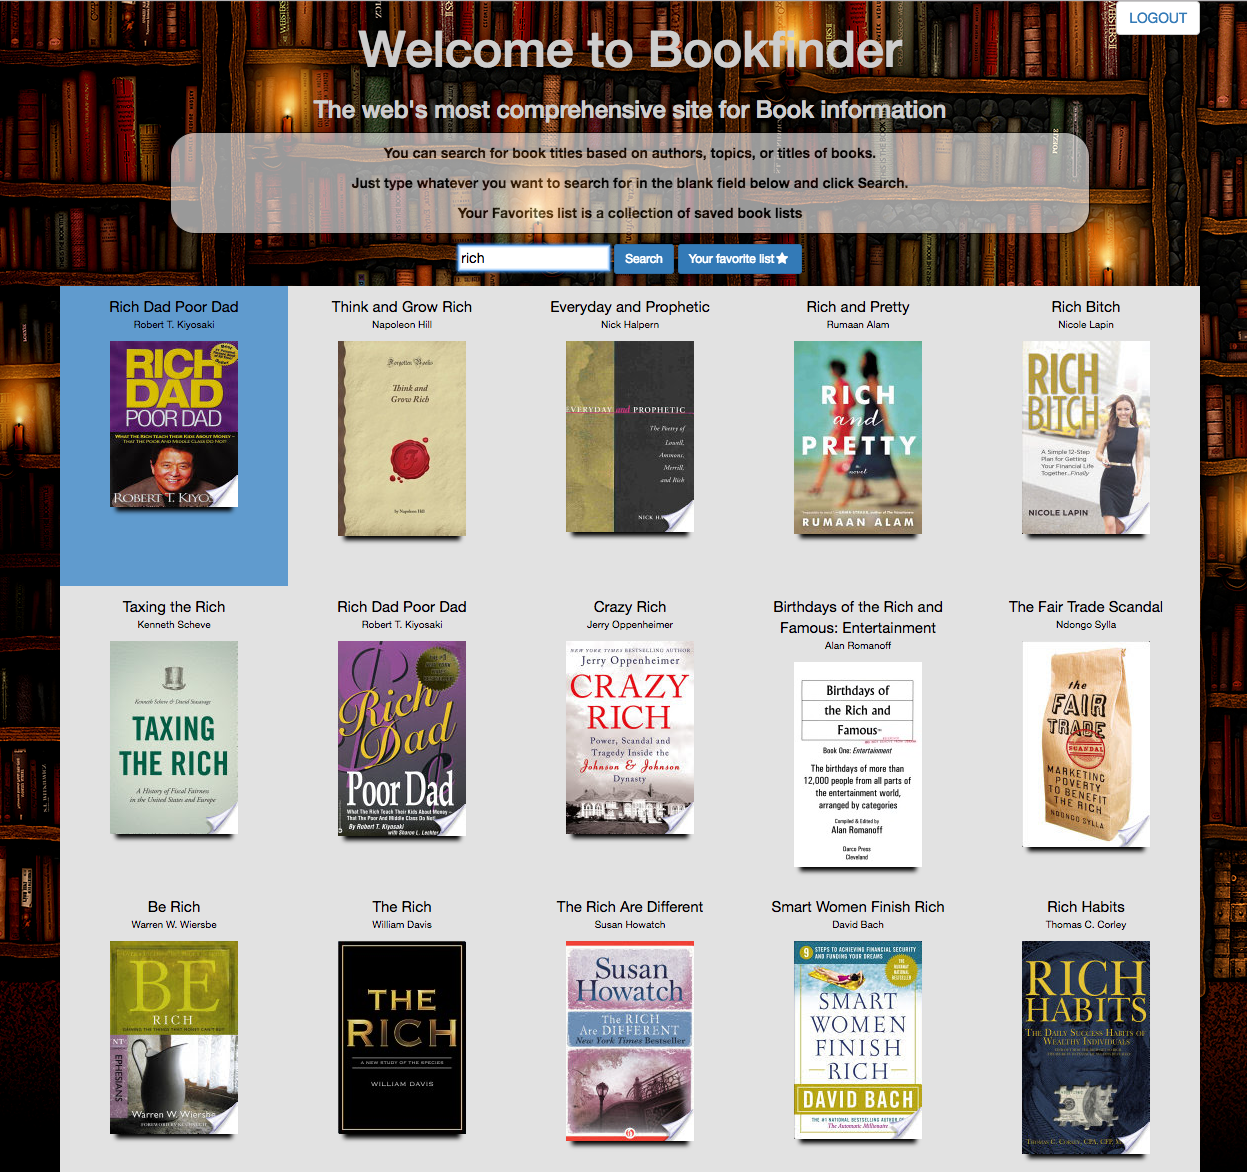 LOGOUT
Welcome to Bookfinder
The web's most comprehensive site for Book information
You can search for book titles based on authors, topics, or titles of books.
Just type whatever you want to search for in the blank field below and click Search.
Your Favorites list is a collection of saved book lists
rich
Search
Your favorite list
Rich Dad Poor Dad
Robert T. Kiyosaki
RICH
DAD
POOR DAD
WHAT THE RICH TEACH THEIR KIDS ABOUT MONEY –
THAT THE POOR AND MIDDLE CLASS DO NOT!
ROBERT T. KIYOS
Think and Grow Rich
Napoleon Hill
Forgotten Books
Think and
Grow Rich
by Napoleon Hill
Everyday and Prophetic
Nick Halpern
EVERYDAY and PROPHETIC
The Poetry of
Lowell,
Ammons,
Merrill,
and Rich
NICK HA
Rich and Pretty
Rumaan Alam
RICH
and
PRETTY
a
novel
RUMAAN ALAM
Rich Bitch
Nicole Lapin
RICH
BITCH
A Simple 12-Step
Plan for Getting
Your Financial Life
Together...Finally
NICOLE LAPIN
Taxing the Rich
Kenneth Scheve
Kenneth Scheve & David Stasavage
TAXING
THE RICH
A History of Fiscal Fairness
in the United States and Europe
Rich Dad Poor Dad
Robert T. Kiyosaki
Rich
Dad
Poor Dad
What The Rich Teach Their Kids About Money -
That The Poor And Middle Class Do Not!
By Robert T. Kiyosaki
with Sharon L. Lechter
Crazy Rich
Jerry Oppenheimer
NEW YORK TIMES BESTSELLING AUTHOR
Jerry Oppenheimer
CRAZY
RICH
Power, Scandal and
Tragedy Inside the
Johnson & Johnson
Dynasty
Birthdays of the Rich and
Famous: Entertainment
Alan Romanoff
Birthdays of
the Rich and
Famous™
Book One: Entertainment
The birthdays of more than
12,000 people from all parts of
the entertainment world,
arranged by categories
Compiled & Edited by
Alan Romanoff
Darco Press
Cleveland
The Fair Trade Scandal
Ndongo Sylla
the
FAIR
TRADE
SCANDAL
MARKETING
POVERTY
TO BENEFIT
THE RICH
NDONGO SYLLA
Be Rich
Warren W. Wiersbe
BE
RICH
GAINING THE THINGS THAT MONEY CAN'T BUY
NT
EPHESIANS
Warren W. Wiersbe
The Rich
William Davis
THE
RICH
A NEW STUDY OF THE SPECIES
WILLIAM DAVIS
The Rich Are Different
Susan Howatch
Susan
Howatch
The RICH
Are DIFFERENT
New York Times Bestseller
Smart Women Finish Rich
David Bach
9 STEPS TO ACHIEVING FINANCIAL SECURITY
AND FUNDING YOUR DREAMS
SMART
WOMEN
FINISH
RICH
DAVID BACH
THE #1 NATIONAL BESTSELLING AUTHOR OF
The Automatic Millionaire
Rich Habits
Thomas C. Corley
RICH
HABITS
THE DAILY SUCCESS HABITS OF
WEALTHY INDIVIDUALS
THOMAS C. CORLEY, CPA, CFP,